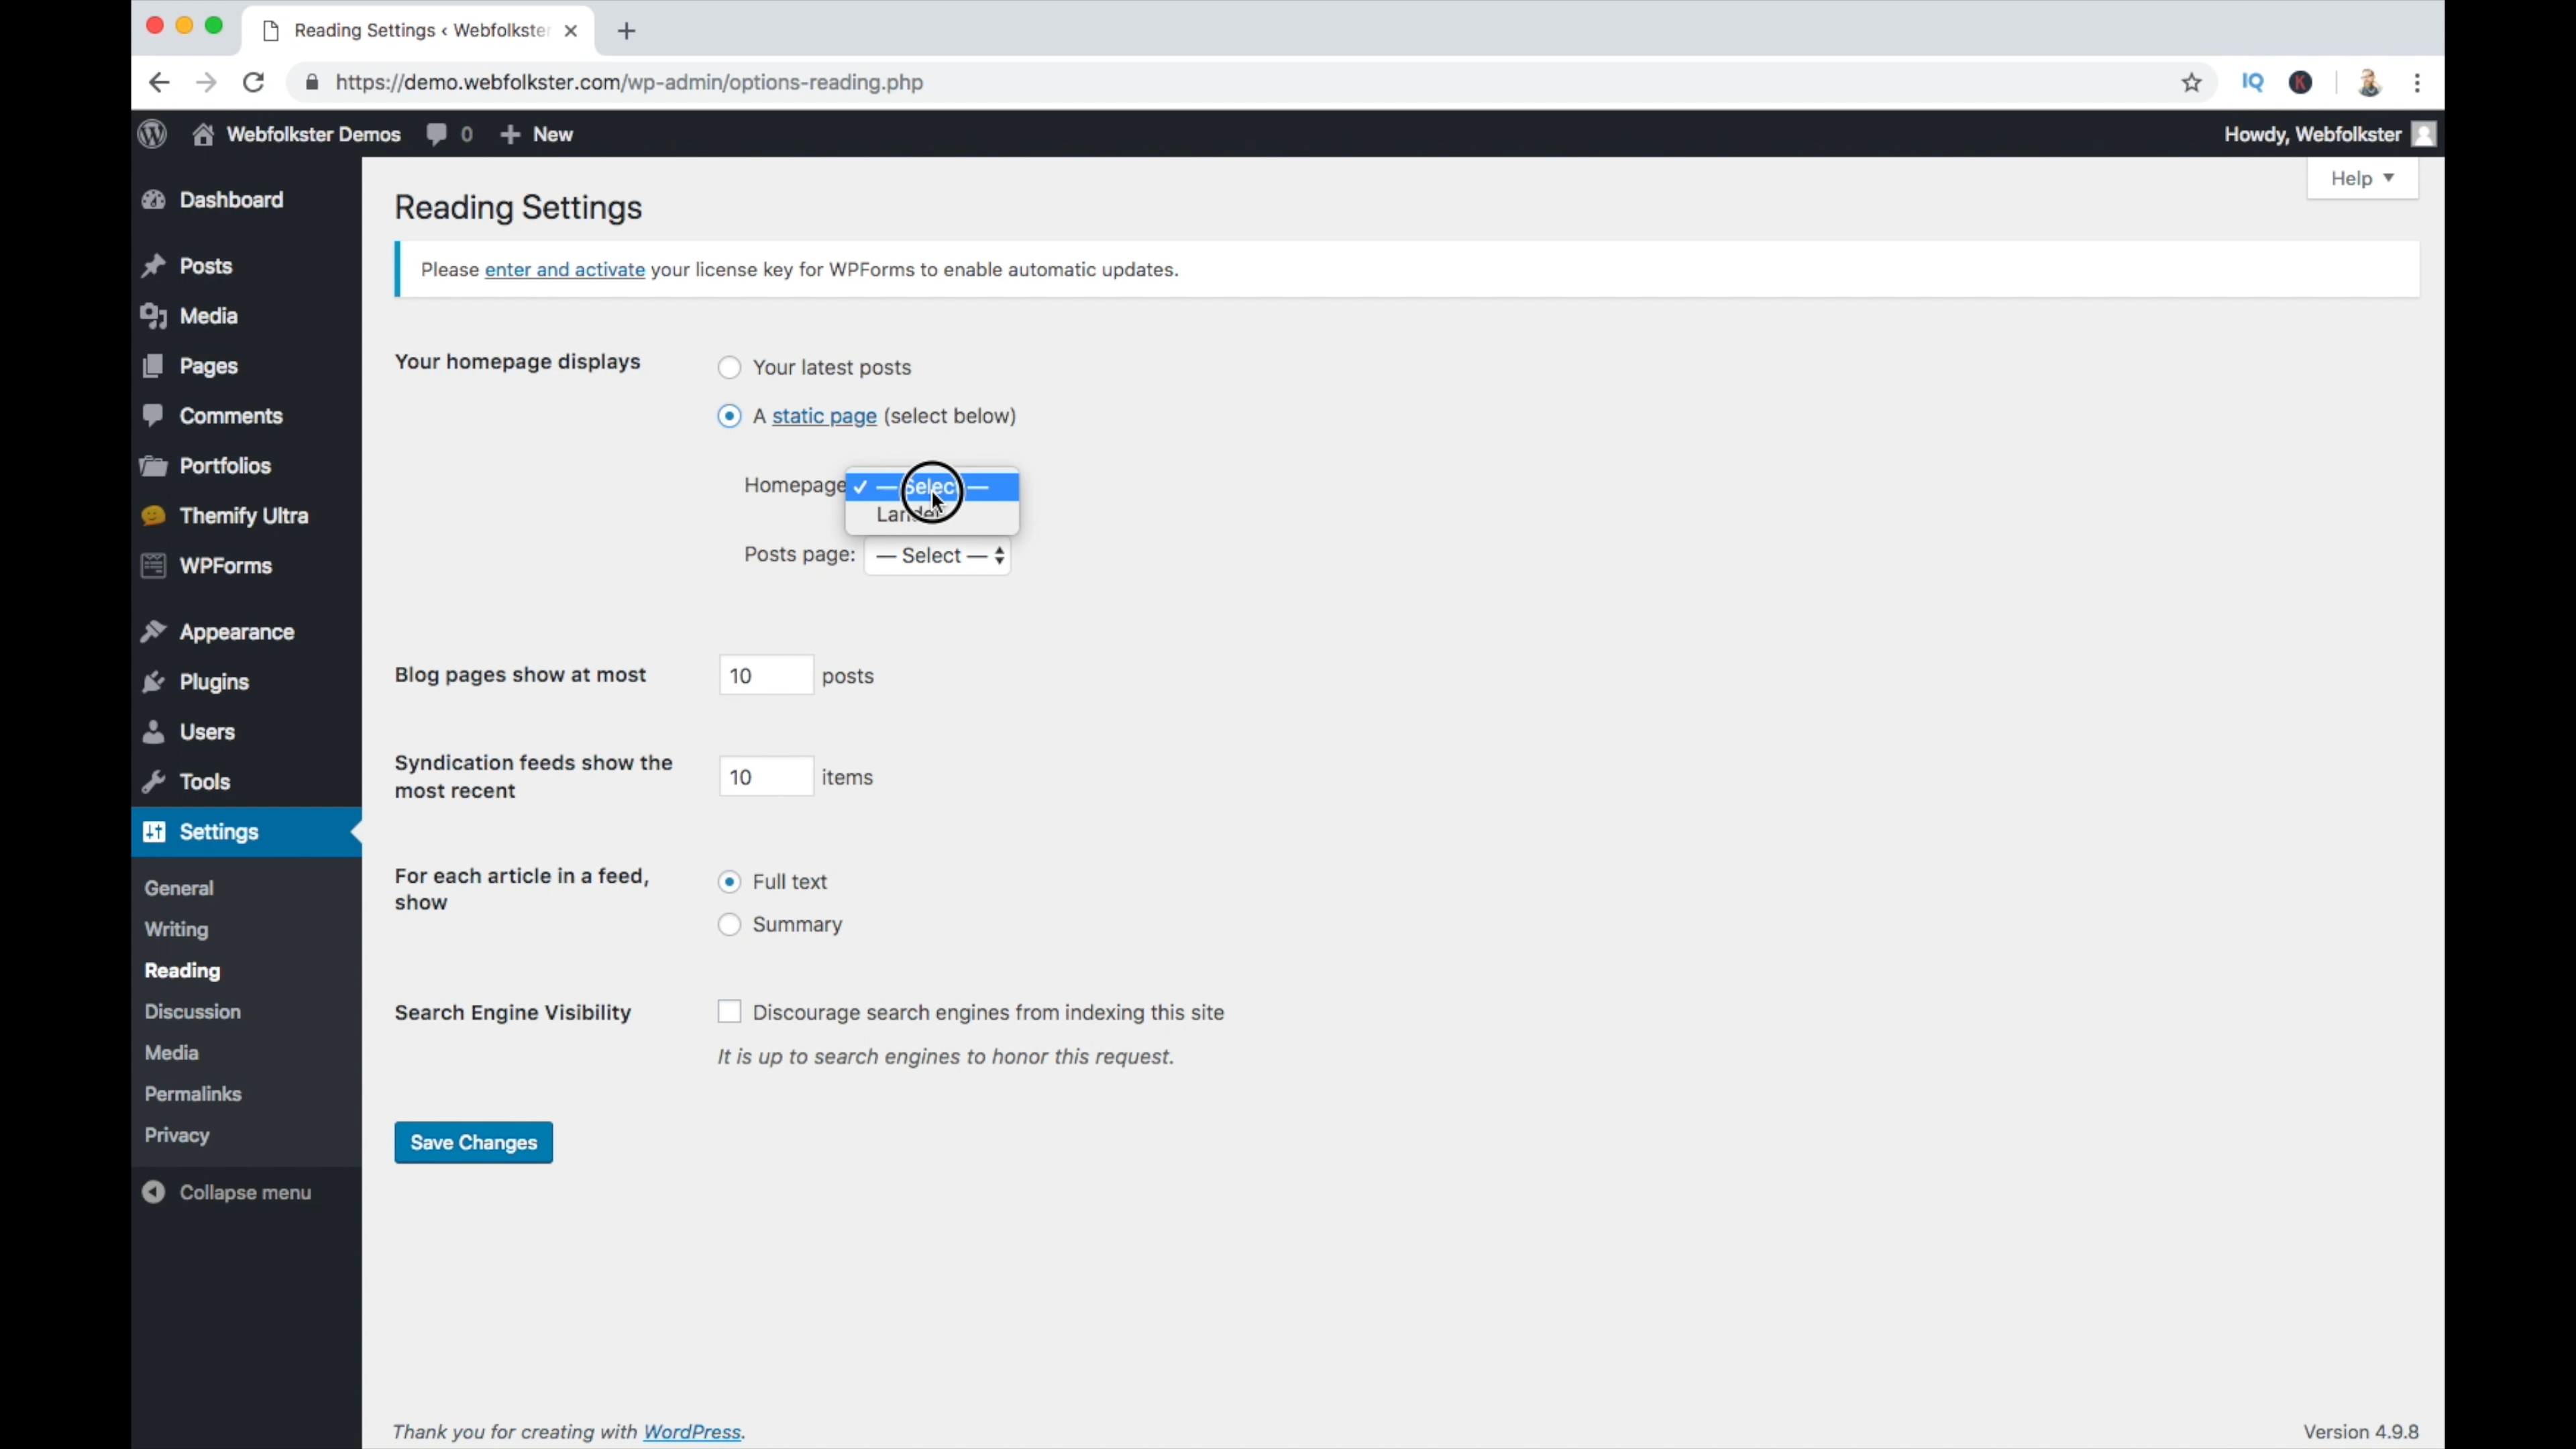 Reading Settings ‹ Webfolkster
https://demo.webfolkster.com/wp-admin/options-reading.php
IQ
K
Webfolkster Demos 0 New
Howdy, Webfolkster
Help
Dashboard
Posts
Media
Pages
Comments
Portfolios
Themify Ultra
WPForms
Appearance
Plugins
Users
Tools
Settings
General
Writing
Reading
Discussion
Media
Permalinks
Privacy
Collapse menu
Reading Settings
Please enter and activate your license key for WPForms to enable automatic updates.
Your homepage displays
Your latest posts
A static page (select below)
Homepage
— Select —
Posts page: — Select —
Blog pages show at most 10 posts
Syndication feeds show the
most recent
10 items
For each article in a feed,
show
Full text
Summary
Search Engine Visibility
Discourage search engines from indexing this site
It is up to search engines to honor this request.
Save Changes
Thank you for creating with WordPress.
Version 4.9.8